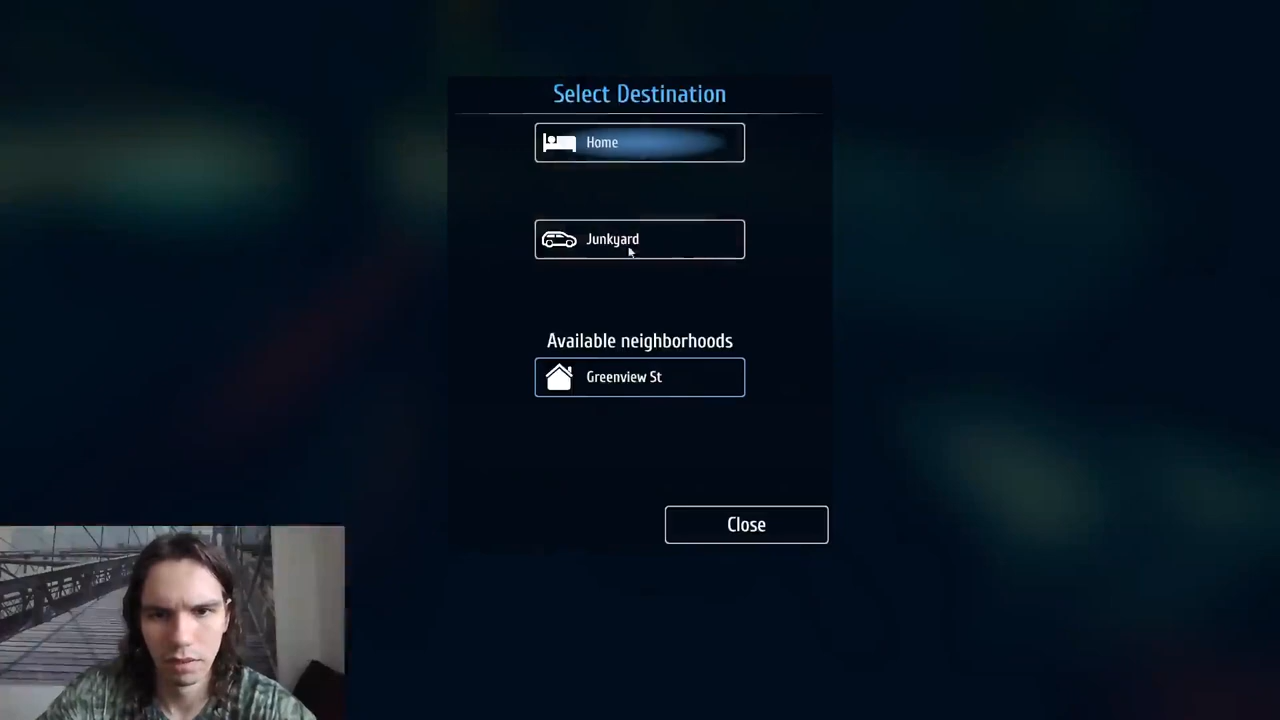 Select Destination
Home
Junkyard
Available neighborhoods
Greenview St
Close